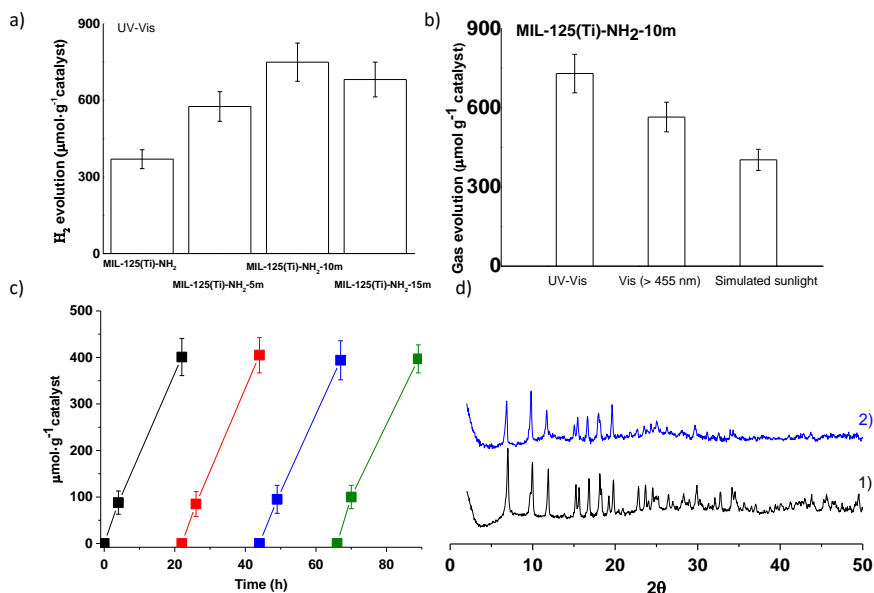 a)
UV-Vis
H2 evolution (µmol·g-1 catalyst)
900
600
300
0
MIL-125(Ti)-NH2
MIL-125(Ti)-NH2-5m
MIL-125(Ti)-NH2-10m
MIL-125(Ti)-NH2-15m
b)
MIL-125(Ti)-NH2-10m
Gas evolution (µmol g-1 catalyst)
900
600
300
0
UV-Vis
Vis (> 455 nm)
Simulated sunlight
c)
µmol·g-1 catalyst
500
400
300
200
100
0
0 20 40 60 80
Time (h)
d)
2)
1)
0 10 20 30 40 50
2θ